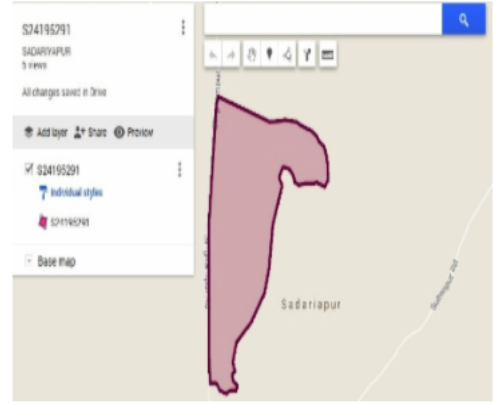 S24195291
SADARIYAPUR
5 views
All changes saved in Drive
Add layer Share Preview
S24195291
Individual styles
S24195291
Base map
Sadariapur